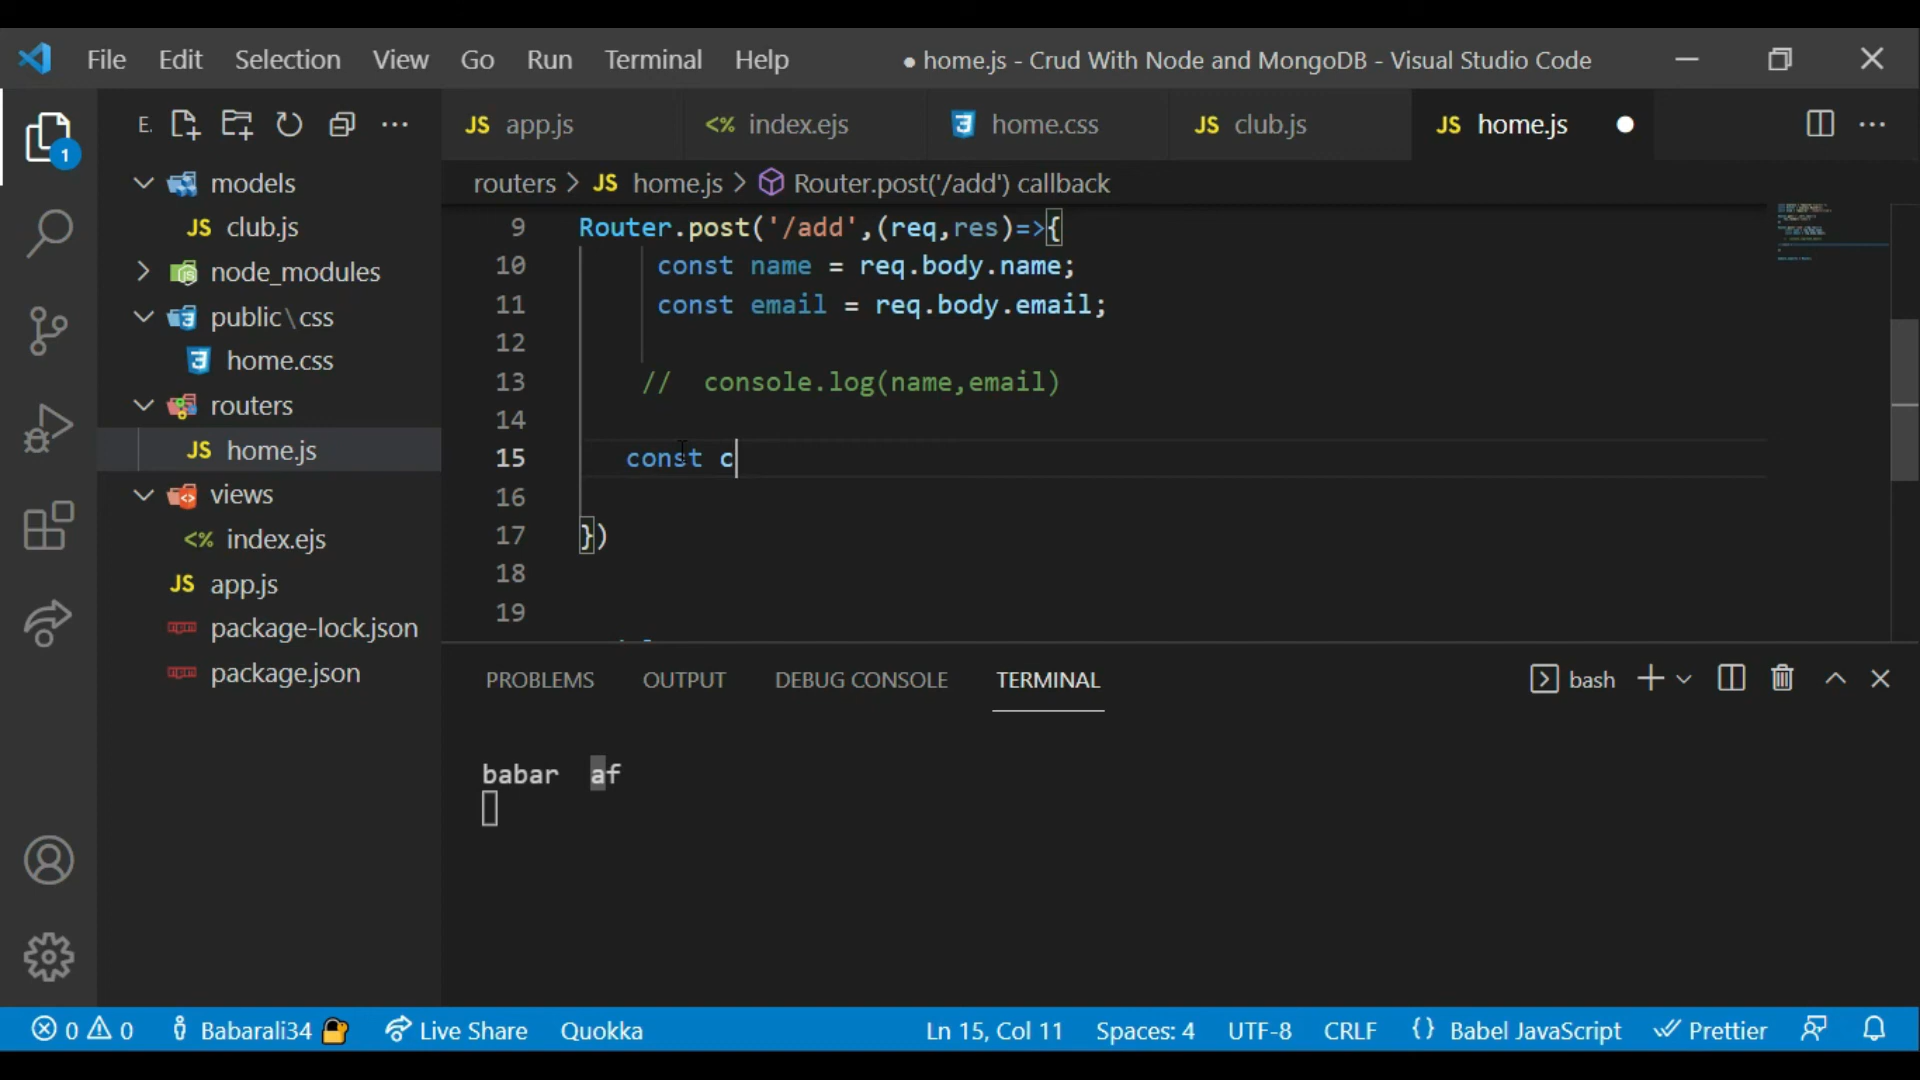 File Edit Selection View Go Run Terminal Help ● home.js - Crud With Node and MongoDB - Visual Studio Code
E.
JS app.js
<% index.ejs
home.css
JS club.js
JS home.js
routers > JS home.js > Router.post('/add') callback
1
models
JS club.js
node_modules
public\css
home.css
routers
JS home.js
views
<% index.ejs
JS app.js
package-lock.json
package.json
9 Router.post('/add',(req,res)=>{
10 const name = req.body.name;
11 const email = req.body.email;
12
13 // console.log(name,email)
14
15 const c
16
17 })
18
19
PROBLEMS OUTPUT DEBUG CONSOLE TERMINAL
bash
babar af
0 0 Babarali34 Live Share Quokka Ln 15, Col 11 Spaces: 4 UTF-8 CRLF {} Babel JavaScript Prettier